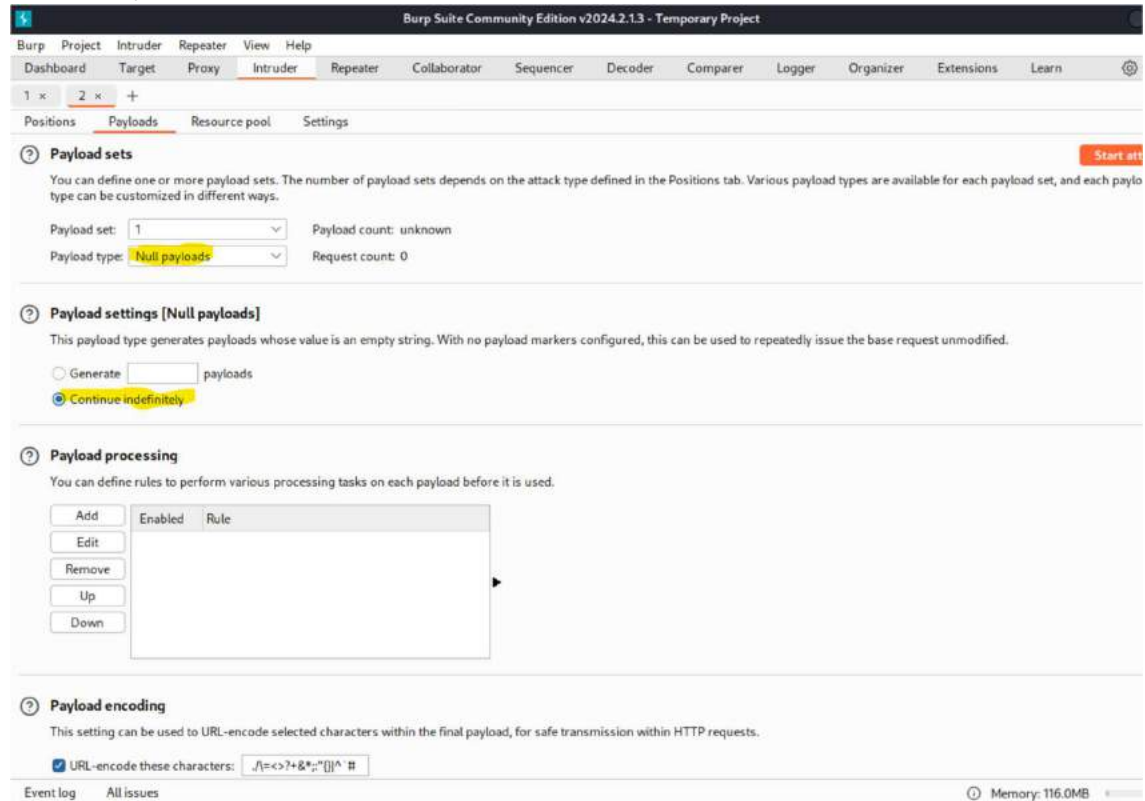 Burp Suite Community Edition v2024.2.1.3 - Temporary Project
Burp Project Intruder Repeater View Help
Dashboard Target Proxy Intruder Repeater Collaborator Sequencer Decoder Comparer Logger Organizer Extensions Learn
1 × 2 × +
Positions Payloads Resource pool Settings
? Payload sets
Start att
You can define one or more payload sets. The number of payload sets depends on the attack type defined in the Positions tab. Various payload types are available for each payload set, and each paylo
type can be customized in different ways.
Payload set: 1 Payload count: unknown
Payload type: Null payloads Request count: 0
? Payload settings [Null payloads]
This payload type generates payloads whose value is an empty string. With no payload markers configured, this can be used to repeatedly issue the base request unmodified.
Generate payloads
Continue indefinitely
? Payload processing
You can define rules to perform various processing tasks on each payload before it is used.
Add Enabled Rule
Edit
Remove
Up
Down
? Payload encoding
This setting can be used to URL-encode selected characters within the final payload, for safe transmission within HTTP requests.
URL-encode these characters: ./\=<>?+&*;:"{}|^`#
Event log All issues Memory: 116.0MB